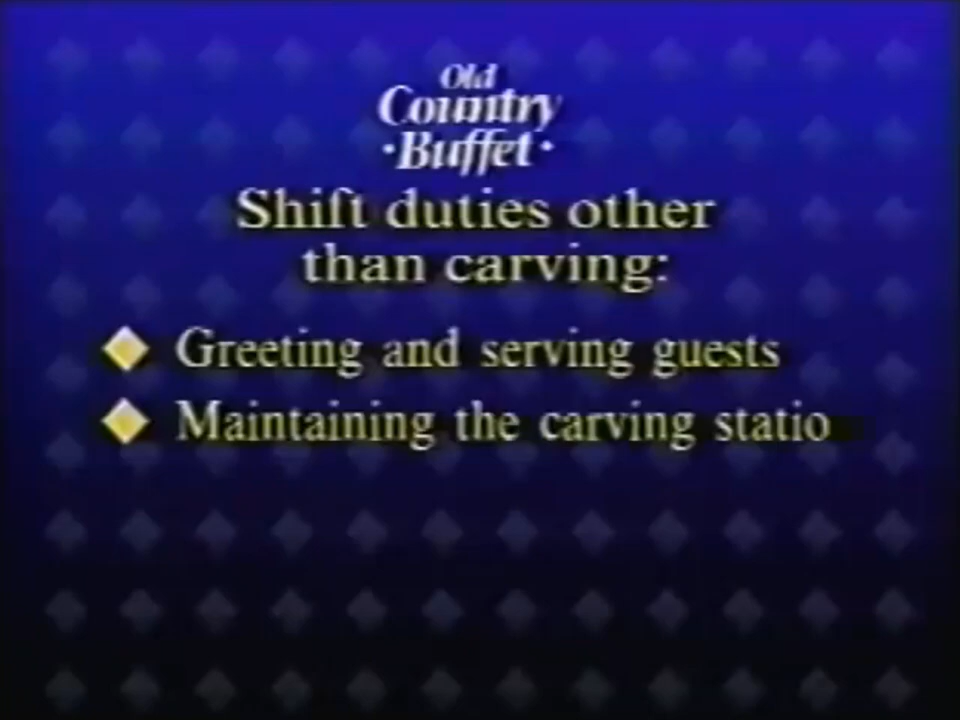 Old
Country
·Buffet·
Shift duties other
than carving:
Greeting and serving guests
Maintaining the carving statio